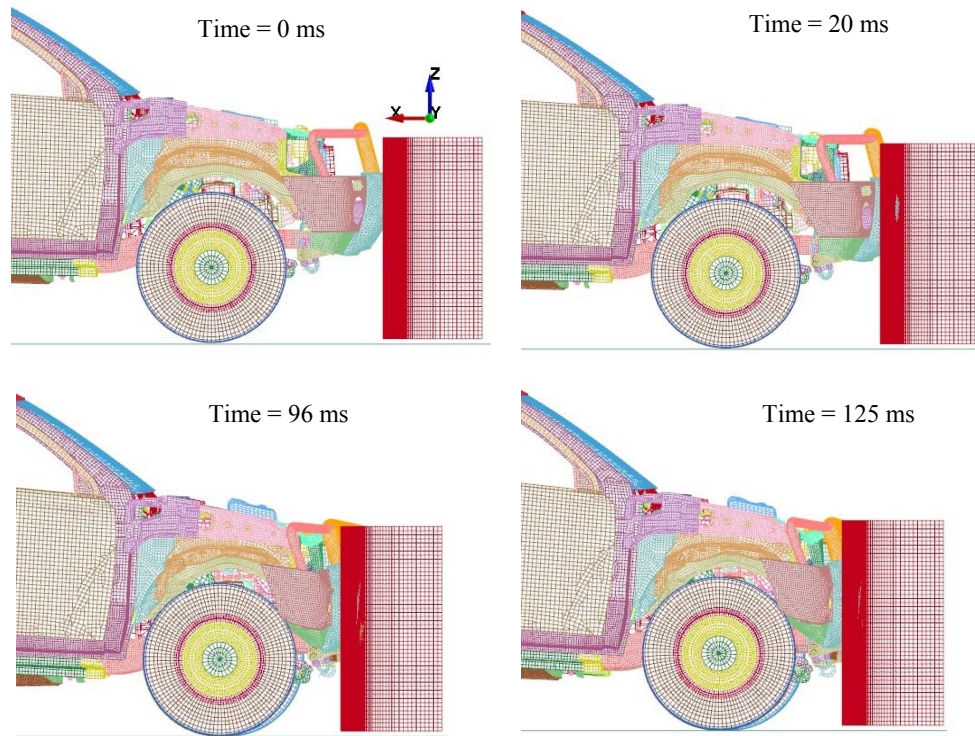 Time = 0 ms
Time = 20 ms
Z
X
Y
Time = 96 ms
Time = 125 ms